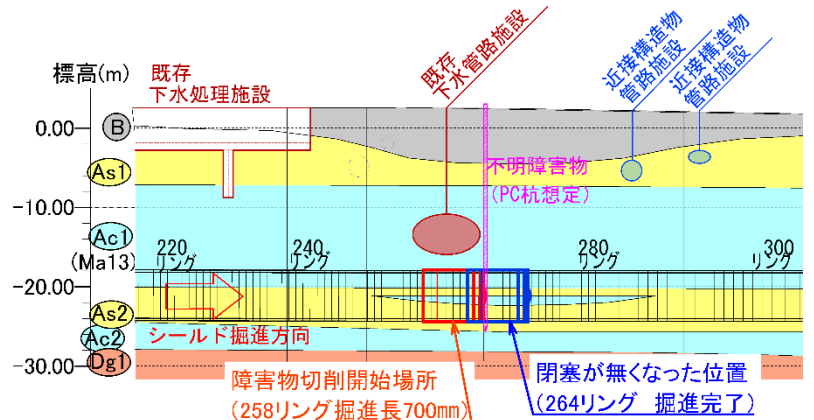 標高(m)
既存
下水処理施設
既存
下水管路施設
近接構造物
管路施設
近接構造物
管路施設
0.00
B
As1
不明障害物
(PC杭想定)
-10.00
Ac1
(Ma13)
220
リング
240
リング
280
リング
300
リング
-20.00
As2
シールド掘進方向
Ac2
-30.00
Dg1
障害物切削開始場所
(258リング掘進長700mm)
閉塞が無くなった位置
(264リング 掘進完了)